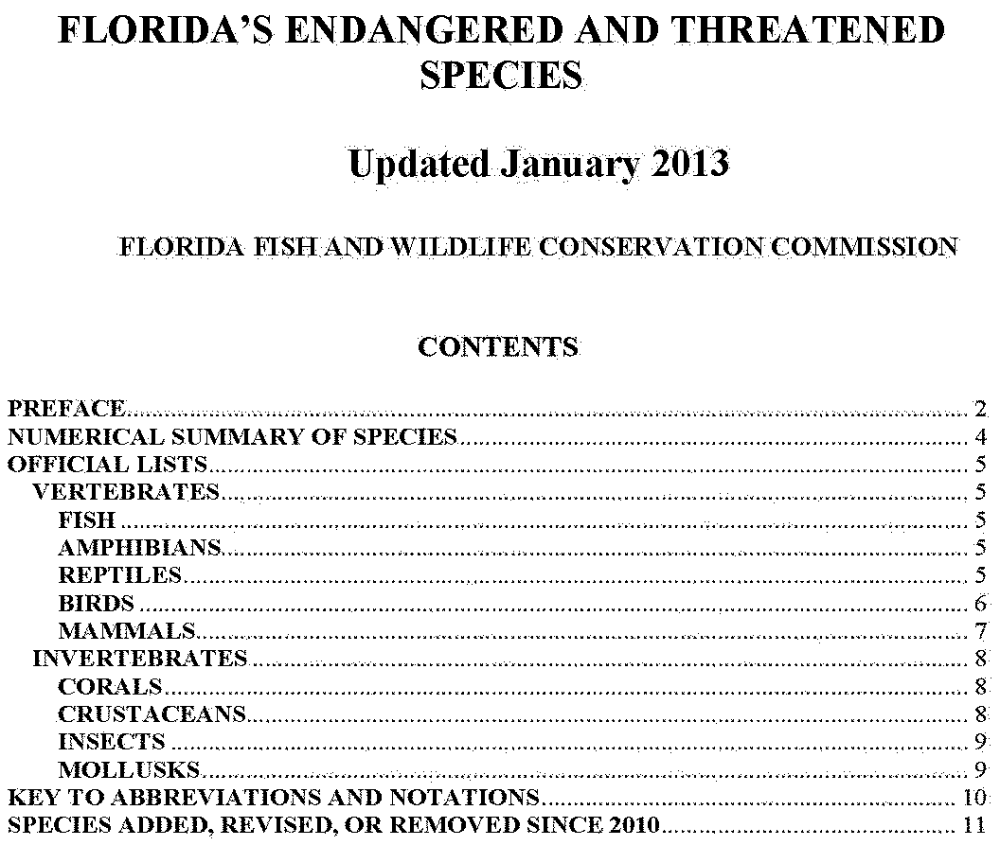 FLORIDA'S ENDANGERED AND THREATENED
SPECIES
Updated January 2013
FLORIDA FISH AND WILDLIFE CONSERVATION COMMISSION
CONTENTS
PREFACE 2
NUMERICAL SUMMARY OF SPECIES 4
OFFICIAL LISTS 5
VERTEBRATES 5
FISH 5
AMPHIBIANS 5
REPTILES 5
BIRDS 6
MAMMALS 7
INVERTEBRATES 8
CORALS 8
CRUSTACEANS 8
INSECTS 9
MOLLUSKS 9
KEY TO ABBREVIATIONS AND NOTATIONS 10
SPECIES ADDED, REVISED, OR REMOVED SINCE 2010 11